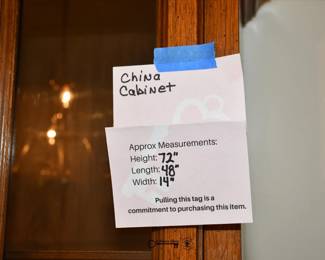 China
Cabinet
Approx Measurements:
Height: 72"
Length: 48"
Width: 14"
Pulling this tag is a
commitment to purchasing this item.